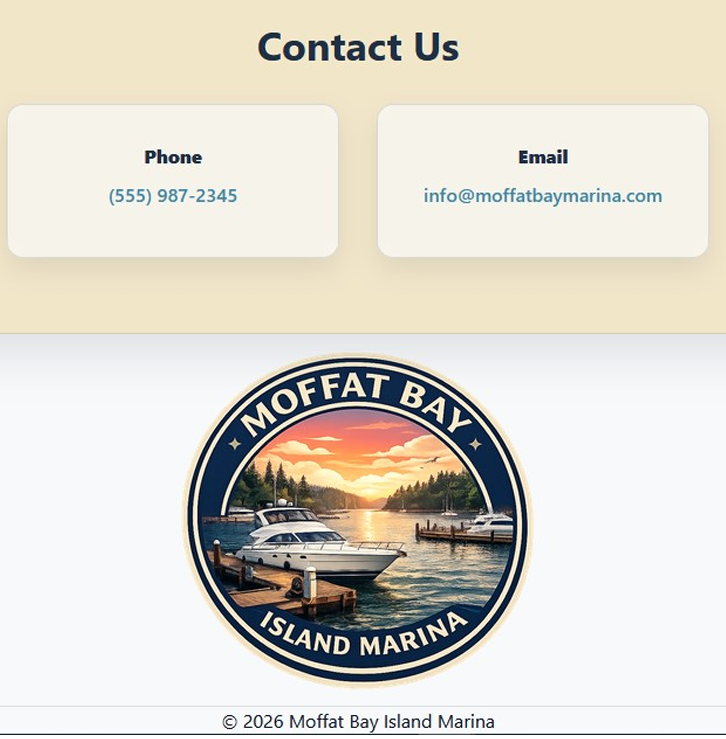 Contact Us
Phone
(555) 987-2345
Email
info@moffatbaymarina.com
MOFFAT BAY
ISLAND MARINA
© 2026 Moffat Bay Island Marina